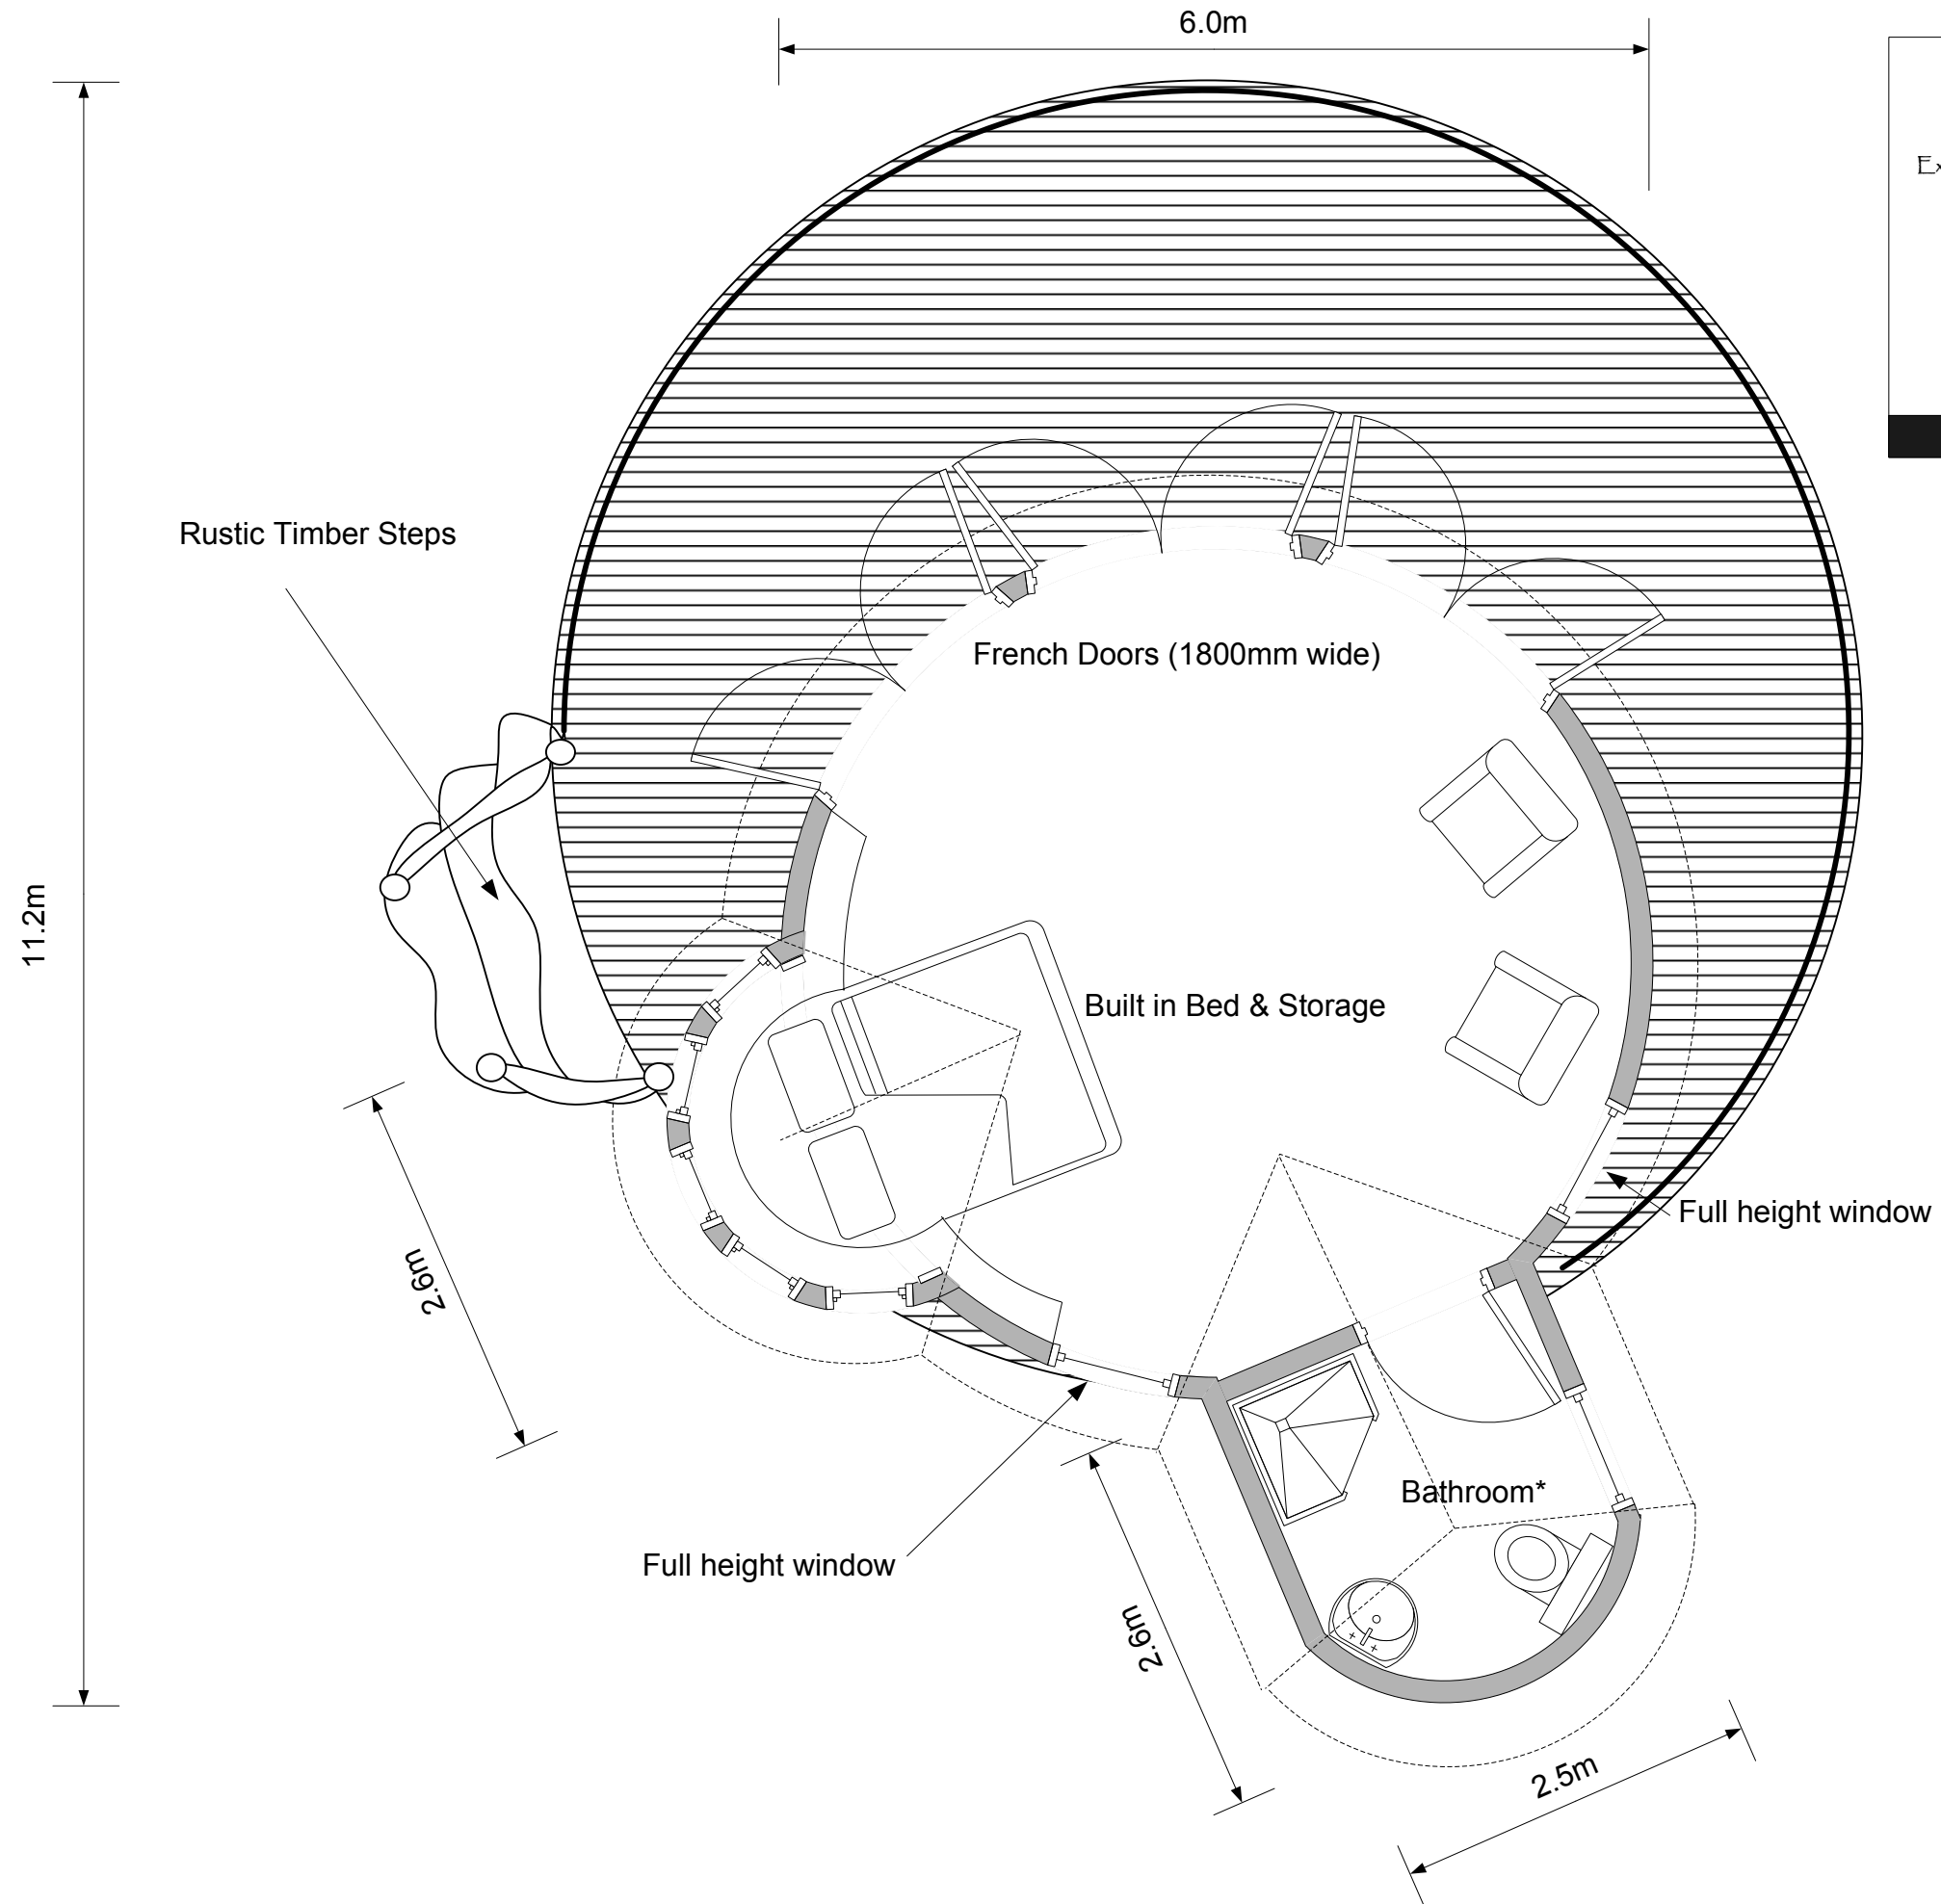 6.0m
Rustic Timber Steps
French Doors (1800mm wide)
11.2m
Built in Bed & Storage
Full height window
2.6m
Bathroom*
Full height window
2.6m
2.5m